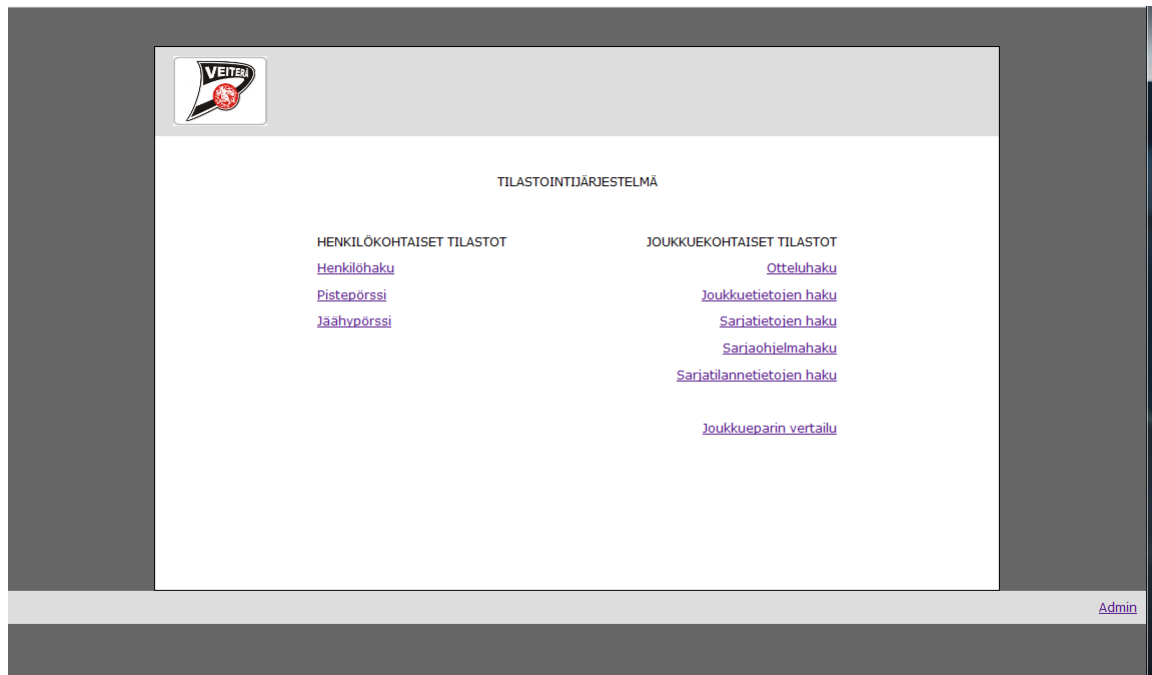 VEITERÄ
TILASTOINTIJÄRJESTELMÄ
HENKILÖKOHTAISET TILASTOT
Henkilöhaku
Pistepörssi
Jäähypörssi
JOUKKUEKOHTAISET TILASTOT
Otteluhaku
Joukkuetietojen haku
Sarjatietojen haku
Sarjaohjelmahaku
Sarjatilannetietojen haku
Joukkueparin vertailu
Admin